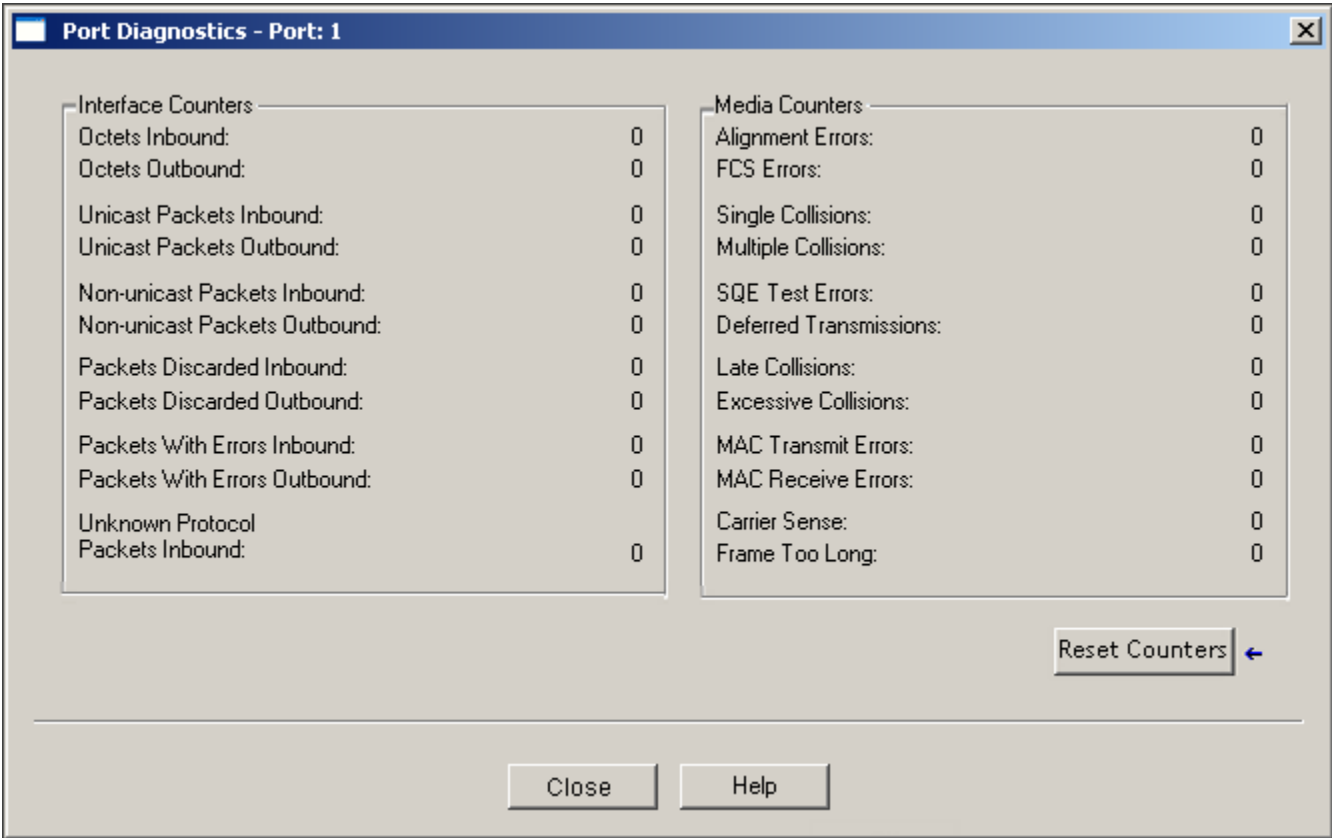 Port Diagnostics - Port: 1
Interface Counters
Octets Inbound: 0
Octets Outbound: 0
Unicast Packets Inbound: 0
Unicast Packets Outbound: 0
Non-unicast Packets Inbound: 0
Non-unicast Packets Outbound: 0
Packets Discarded Inbound: 0
Packets Discarded Outbound: 0
Packets With Errors Inbound: 0
Packets With Errors Outbound: 0
Unknown Protocol
Packets Inbound: 0
Media Counters
Alignment Errors: 0
FCS Errors: 0
Single Collisions: 0
Multiple Collisions: 0
SQE Test Errors: 0
Deferred Transmissions: 0
Late Collisions: 0
Excessive Collisions: 0
MAC Transmit Errors: 0
MAC Receive Errors: 0
Carrier Sense: 0
Frame Too Long: 0
Reset Counters
Close
Help